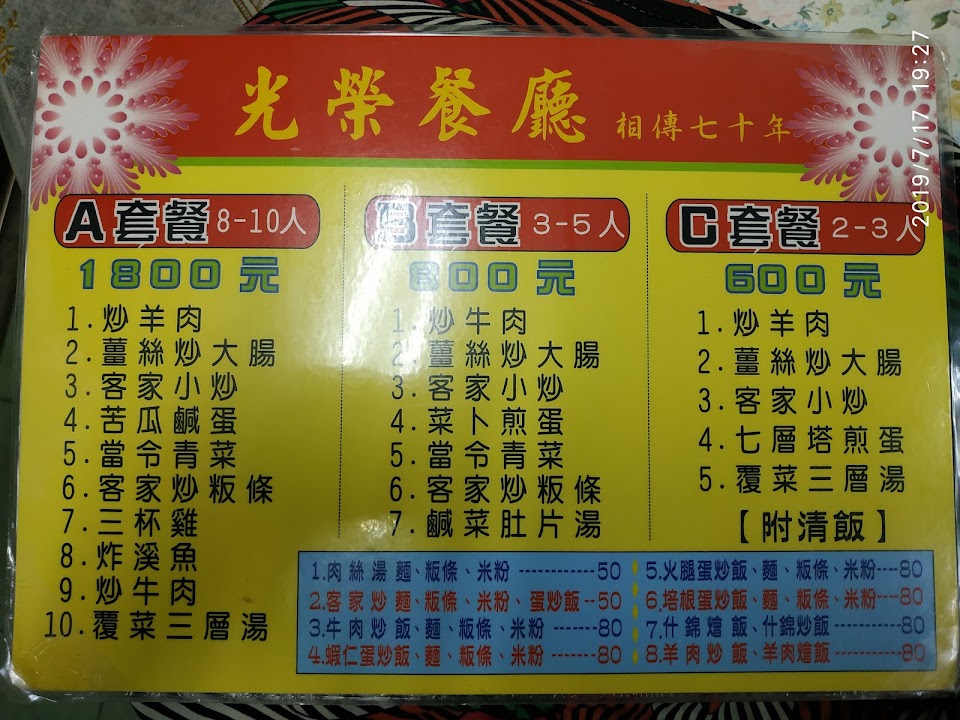 光榮餐廳 相傳七十年
2019/7/17 19:27
A套餐 8-10人
1800元
1.炒羊肉
2.薑絲炒大腸
3.客家小炒
4.苦瓜鹹蛋
5.當令青菜
6.客家炒粄條
7.三杯雞
8.炸溪魚
9.炒牛肉
10.覆菜三層湯
B套餐 3-5人
800元
1.炒牛肉
2.薑絲炒大腸
3.客家小炒
4.菜卜煎蛋
5.當令青菜
6.客家炒粄條
7.鹹菜肚片湯
C套餐 2-3人
600元
1.炒羊肉
2.薑絲炒大腸
3.客家小炒
4.七層塔煎蛋
5.覆菜三層湯
【附清飯】
1.肉絲湯麵、粄條、米粉-----------50
2.客家炒麵、粄條、米粉、蛋炒飯--50
3.牛肉炒飯、麵、粄條、米粉------80
4.蝦仁蛋炒飯、麵、粄條、米粉-----80
5.火腿蛋炒飯、麵、粄條、米粉---80
6.培根蛋炒飯、麵、粄條、米粉---80
7.什錦燴飯、什錦炒飯---------80
8.羊肉炒飯、羊肉燴飯---------80